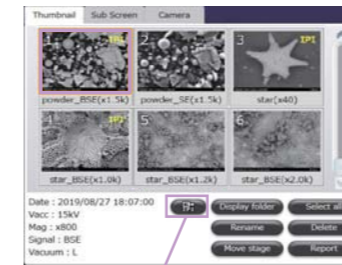 Thumbnail Sub Screen Camera
1 IPI 2 3 IPI
powder_BSE(x1.5k) powder_SE(x1.5k) star(x40)
4 IPI 5 6
star_BSE(x1.0k) star_BSE(x1.2k) star_BSE(x2.0k)
Date : 2019/08/27 18:07:00
Vacc : 15kV
Mag : x800
Signal : BSE
Vacuum : L
Display folder Select all
Rename Delete
Move stage Report